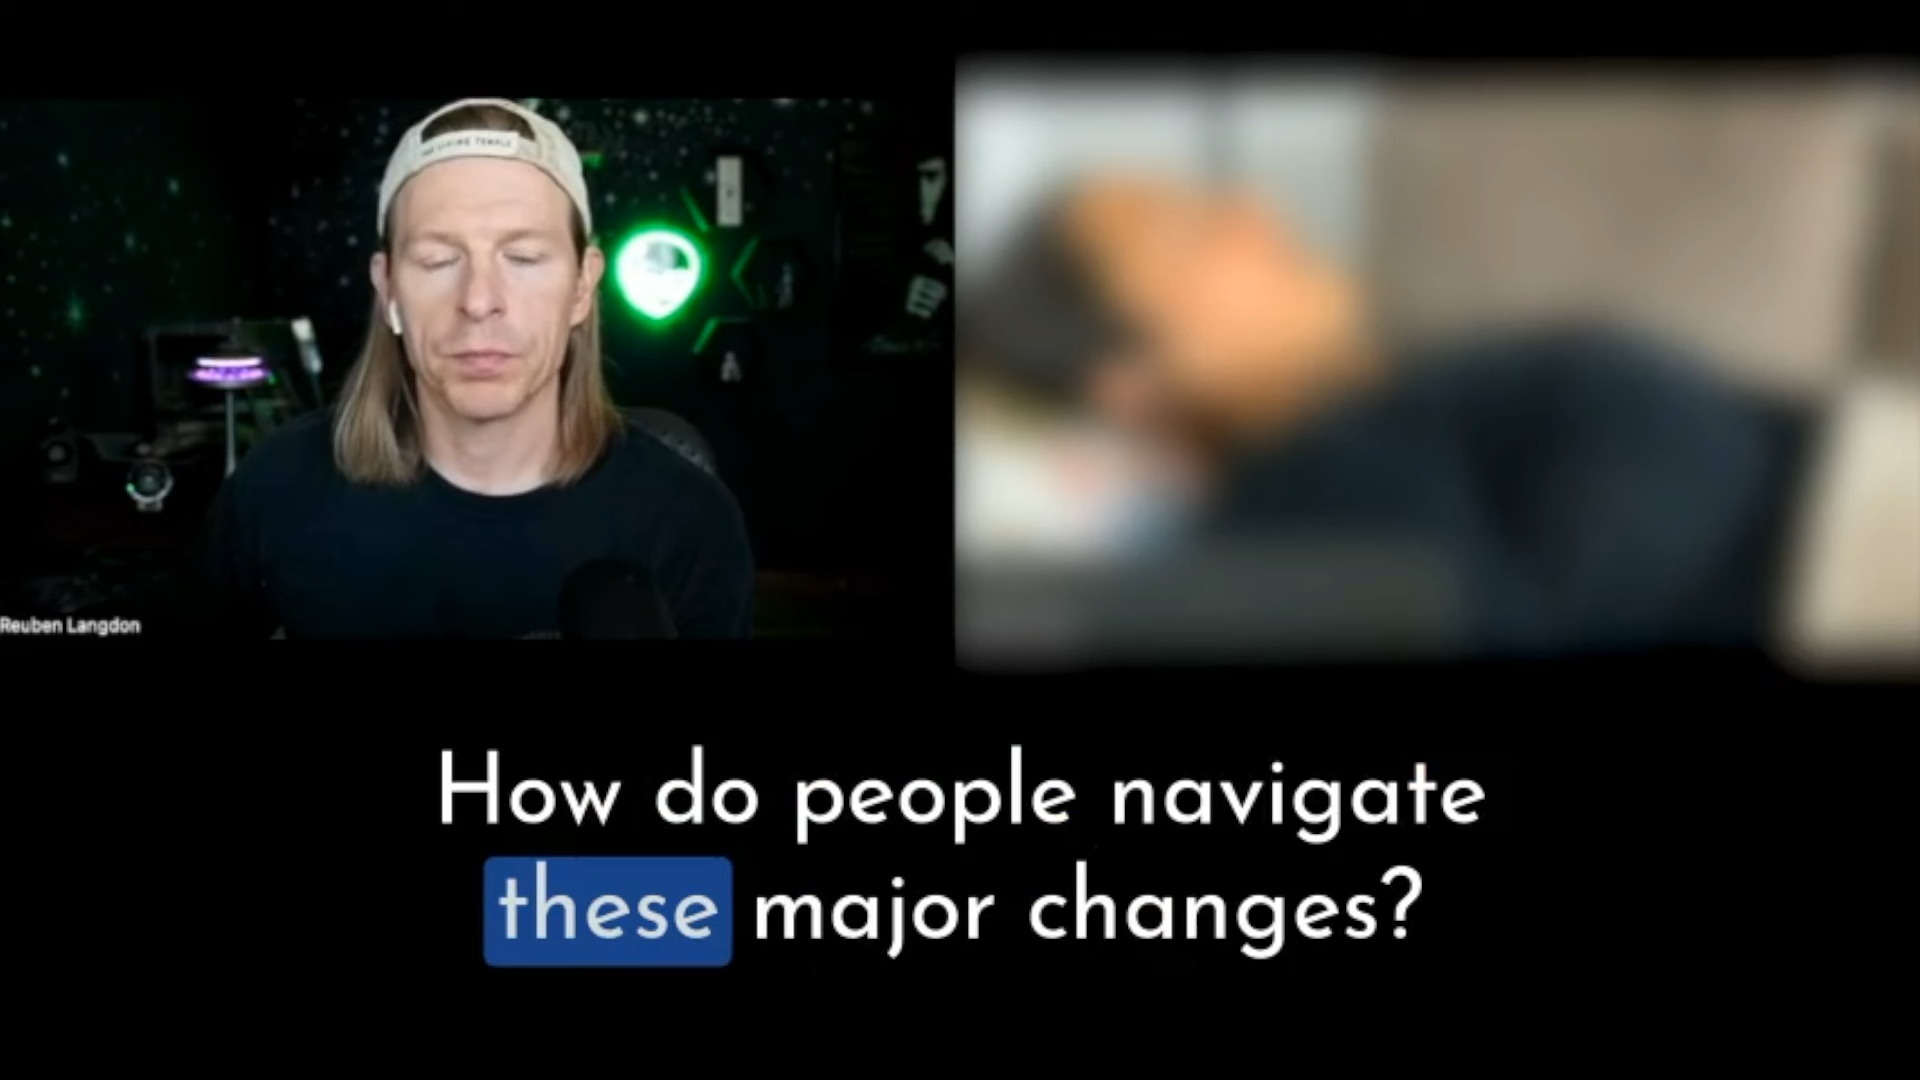 Reuben Langdon
How do people navigate
these major changes?